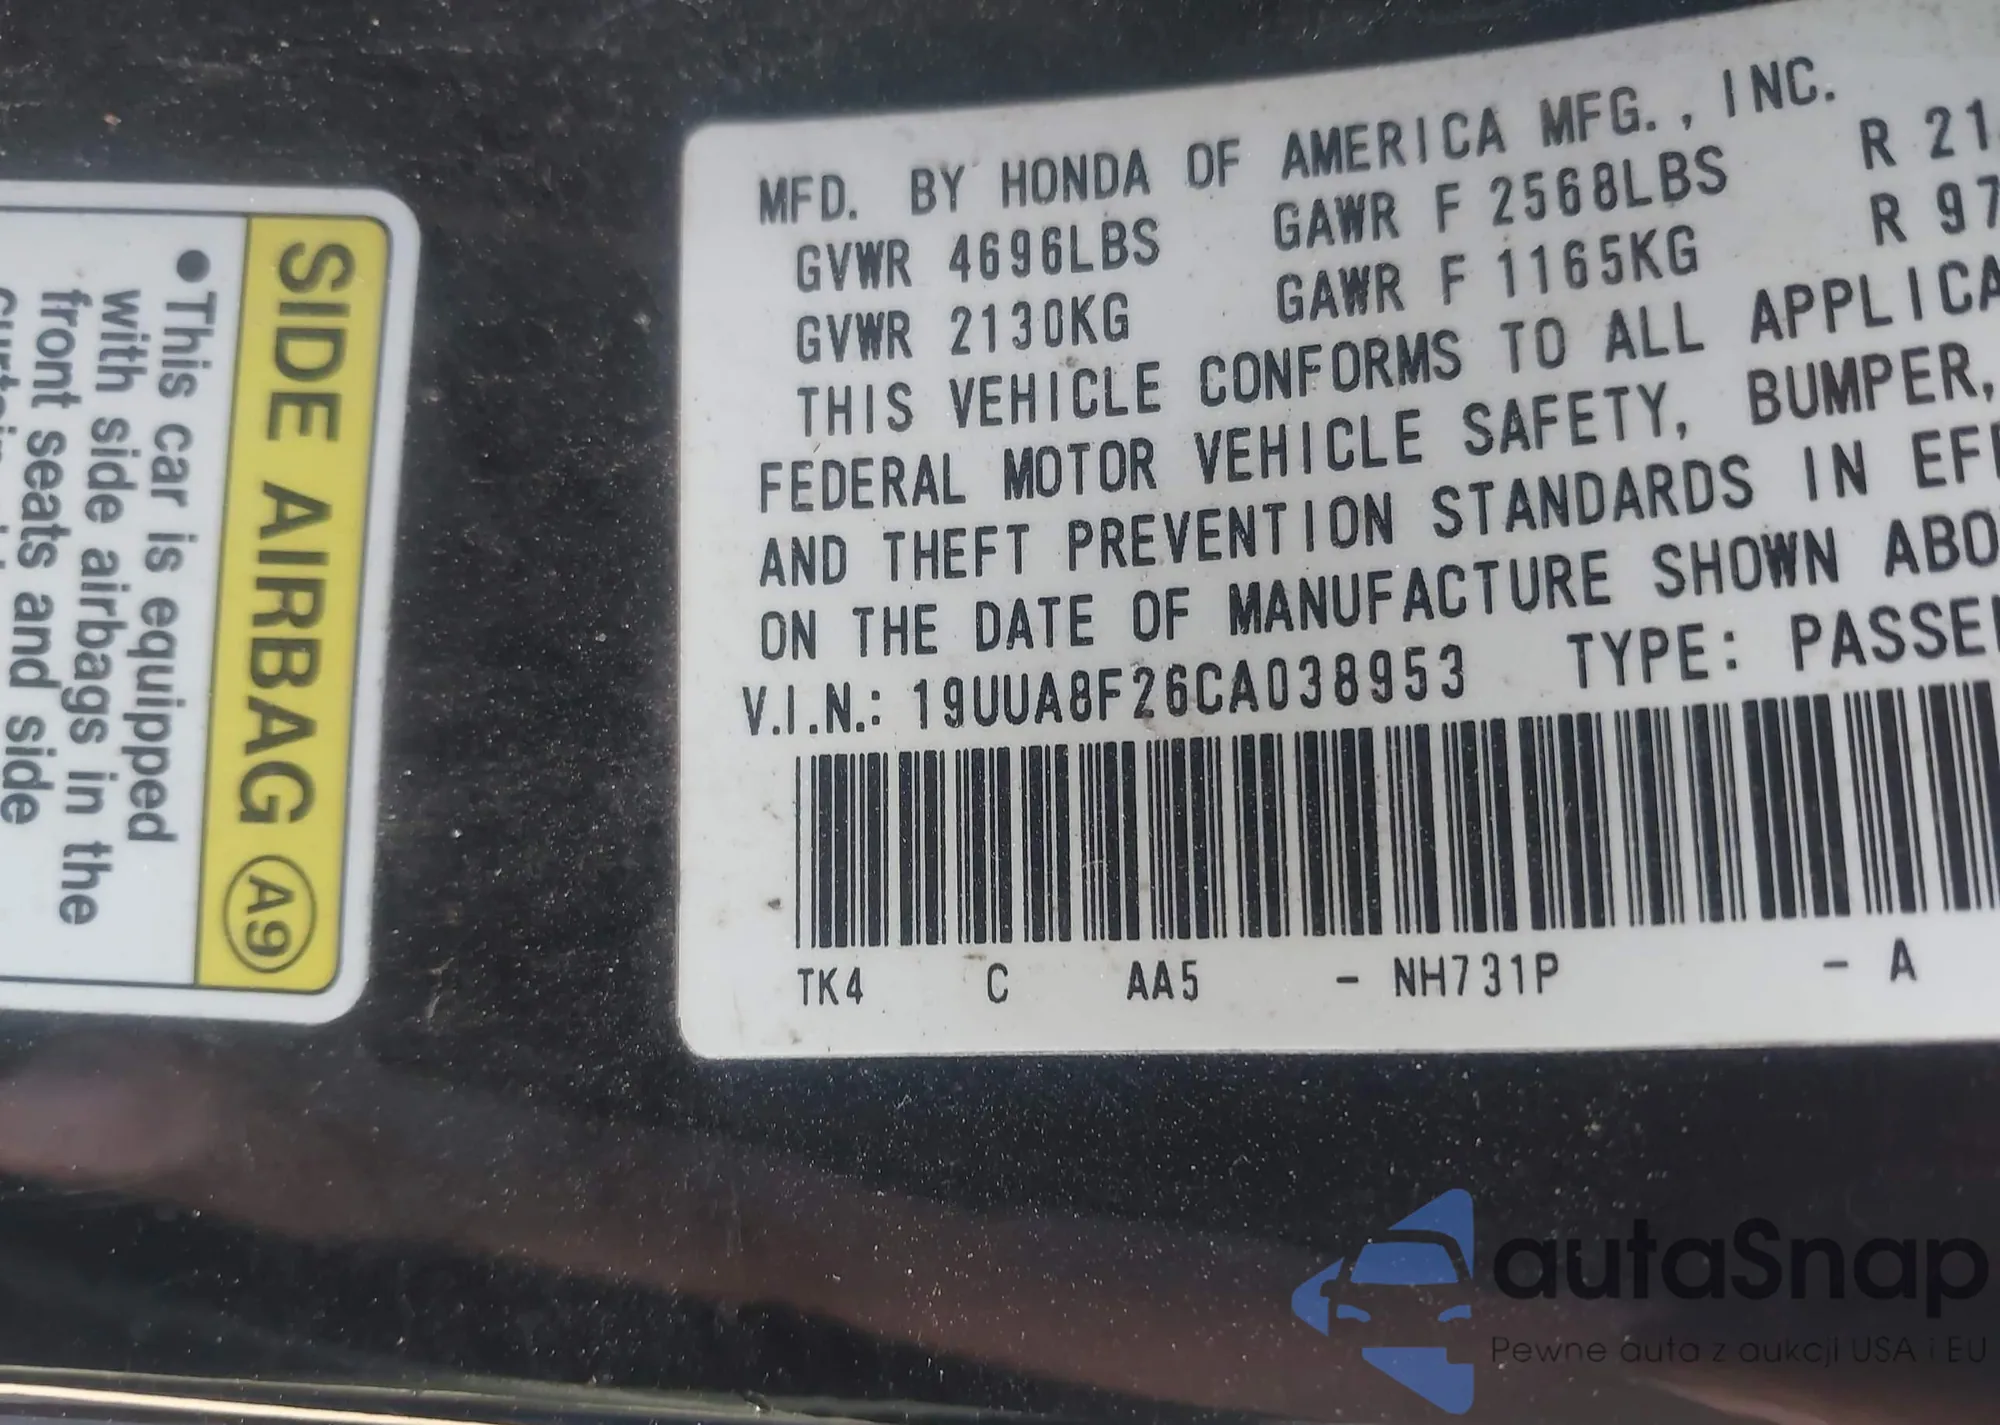 MFD. BY HONDA OF AMERICA MFG., INC.
GVWR 4696LBS GAWR F 2568LBS R 21
GVWR 2130KG GAWR F 1165KG R 97
THIS VEHICLE CONFORMS TO ALL APPLICA
FEDERAL MOTOR VEHICLE SAFETY, BUMPER,
AND THEFT PREVENTION STANDARDS IN EFF
ON THE DATE OF MANUFACTURE SHOWN ABO
V.I.N.: 19UUA8F26CA038953 TYPE: PASSE
TK4 C AA5 - NH731P - A
SIDE AIRBAG A9
●This car is equipped
with side airbags in the
front seats and side
autaSnap
Pewne auta z aukcji USA i EU